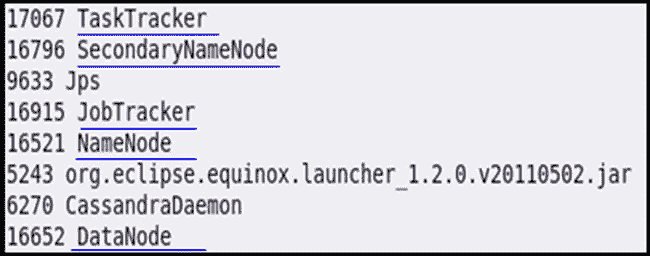 17067 TaskTracker
16796 SecondaryNameNode
9633 Jps
16915 JobTracker
16521 NameNode
5243 org.eclipse.equinox.launcher_1.2.0.v20110502.jar
6270 CassandraDaemon
16652 DataNode